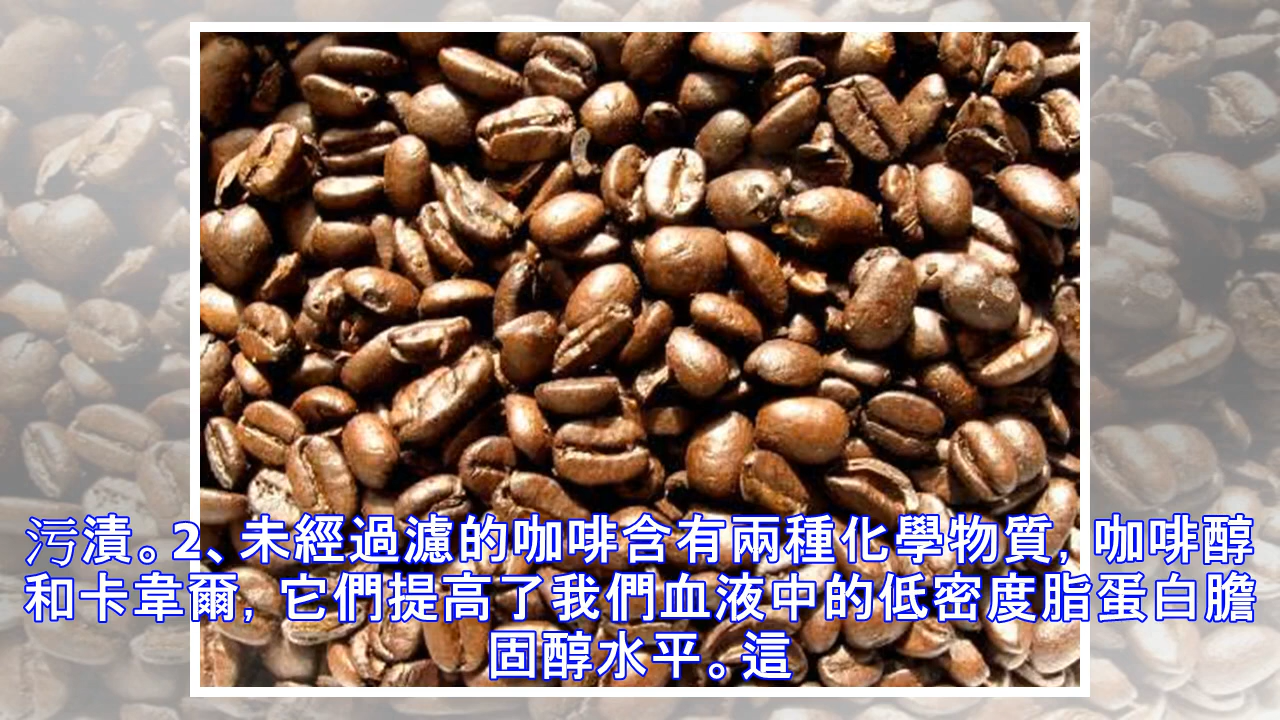 污漬。2、未經過濾的咖啡含有兩種化學物質, 咖啡醇
和卡韋爾, 它們提高了我們血液中的低密度脂蛋白膽
固醇水平。這